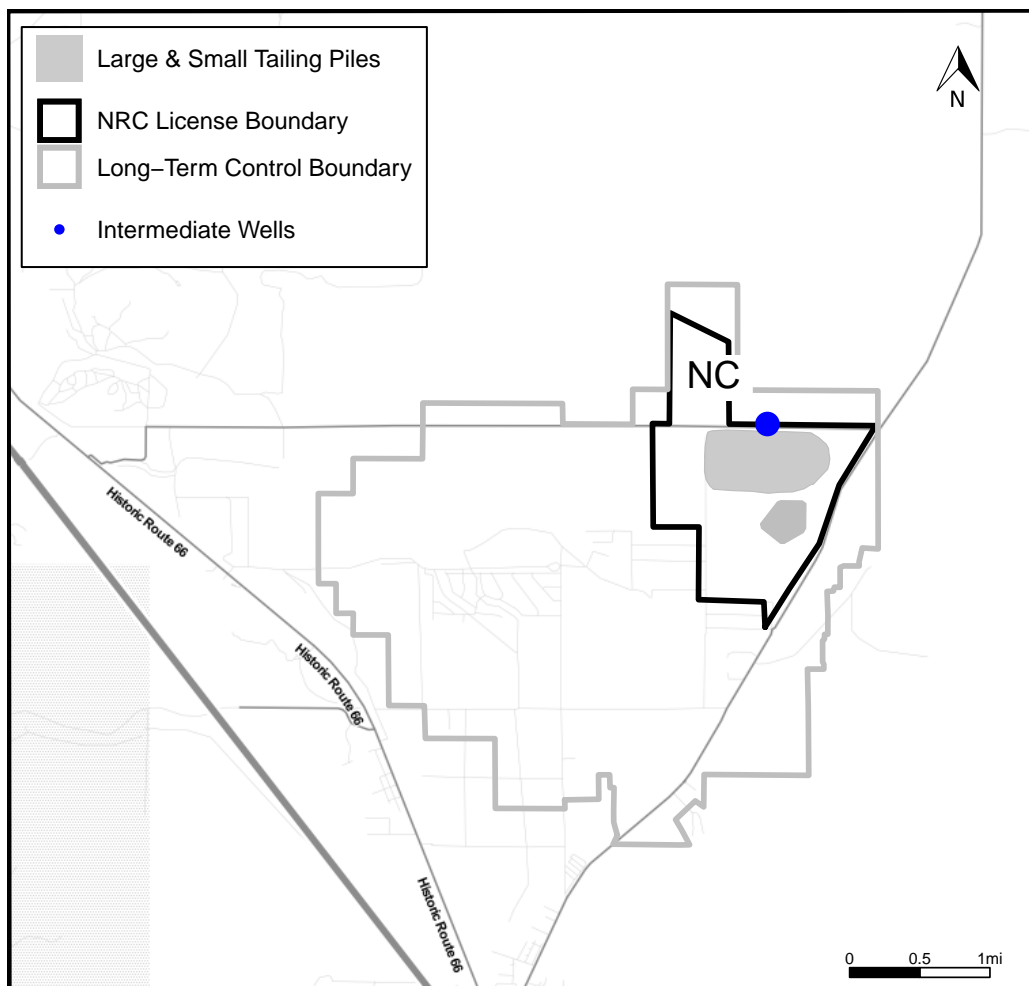 Large & Small Tailing Piles
NRC License Boundary
Long−Term Control Boundary
Intermediate Wells
N
NC
Historic Route 66
Historic Route 66
Historic Route 66
0 0.5 1mi